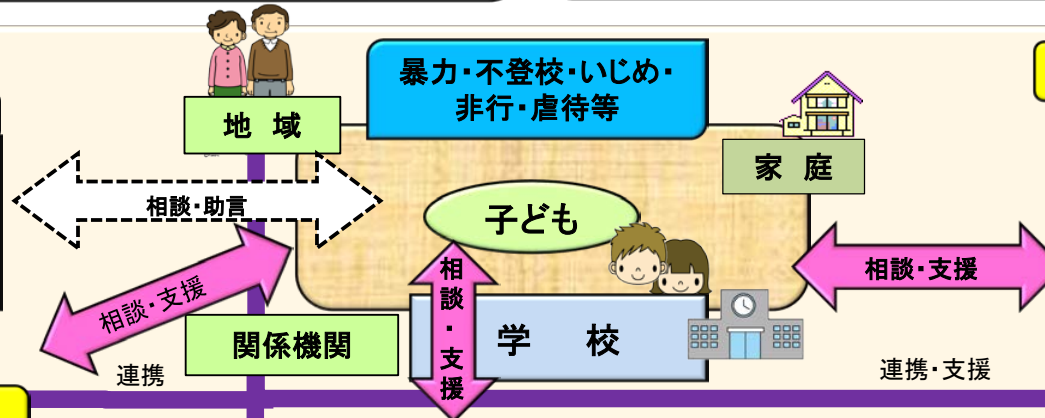 暴力・不登校・いじめ・
非行・虐待等
地 域
家 庭
相談・助言
子ども
相談・支援
相談・支援
相談・支援
関係機関
学 校
連携
連携・支援